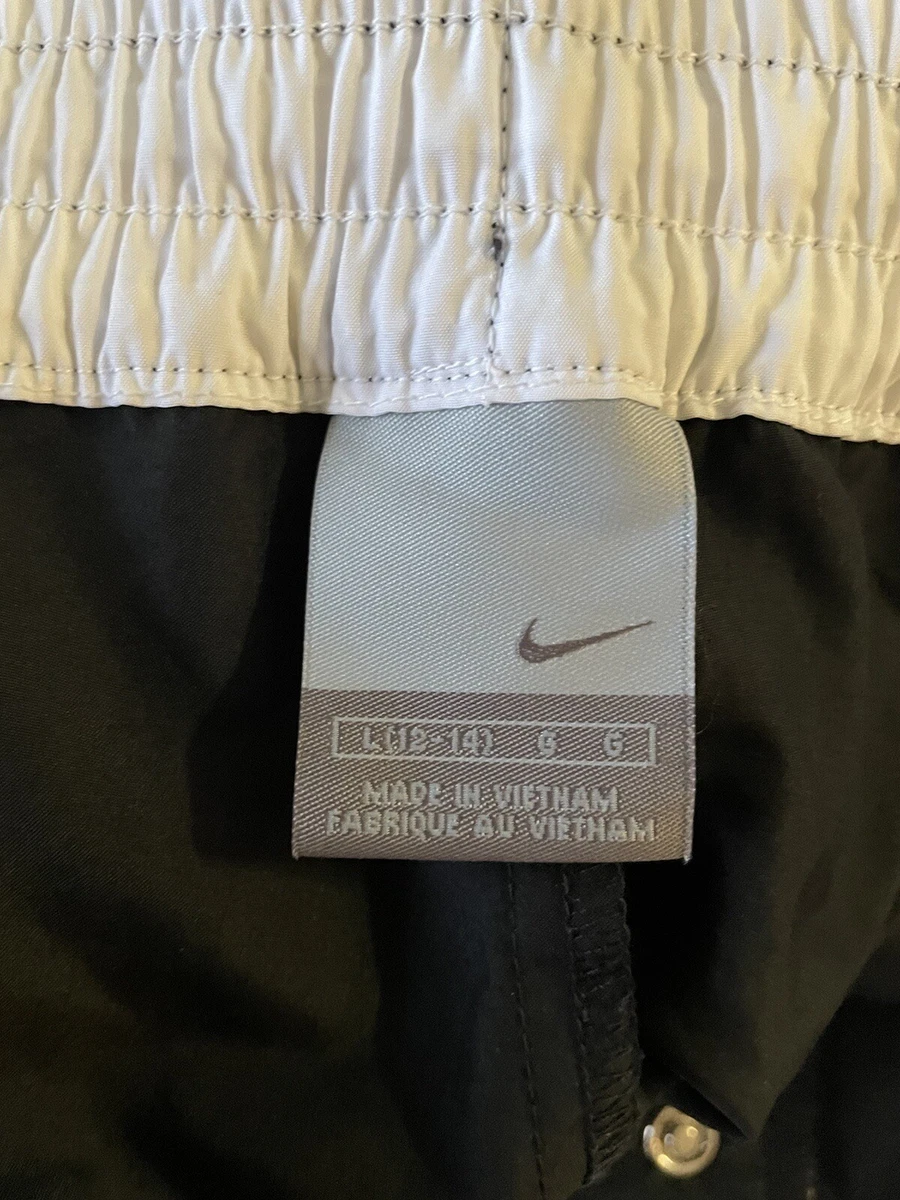 L(12-14) G G
MADE IN VIETNAM
FABRIQUE AU VIETNAM